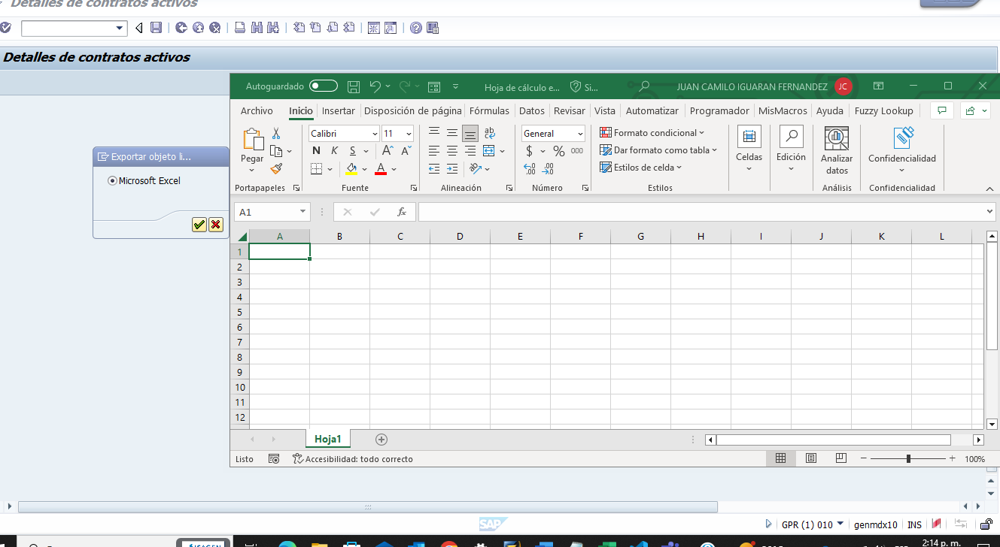 Detalles de contratos activos
Detalles de contratos activos
Autoguardado
Hoja de cálculo e...
Si...
JUAN CAMILO IGUARAN FERNANDEZ
JC
Archivo
Inicio
Insertar
Disposición de página
Fórmulas
Datos
Revisar
Vista
Automatizar
Programador
MisMacros
Ayuda
Fuzzy Lookup
Exportar objeto li...
Microsoft Excel
Pegar
Portapapeles
Calibri
11
N K S
A A
A
Fuente
ab
Alineación
General
$ % 000
Número
Formato condicional
Dar formato como tabla
Estilos de celda
Estilos
Celdas
Edición
Analizar
datos
Análisis
Confidencialidad
Confidencialidad
A1
fx
A B C D E F G H I J K L
1
2
3
4
5
6
7
8
9
10
11
12
Hoja1
Listo
Accesibilidad: todo correcto
100%
SAP
GPR (1) 010
genmdx10
INS
2:14 p. m.